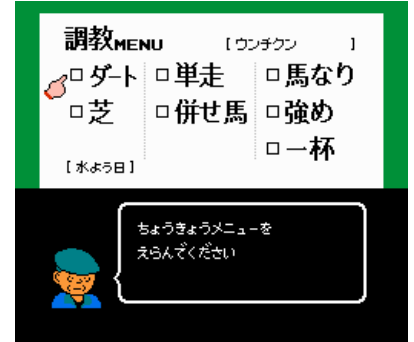 調教MENU [ウンチクン ]
□ダート □単走 □馬なり
□芝 □併せ馬 □強め
□一杯
[水よう日]
ちょうきょうメニューを
えらんでください